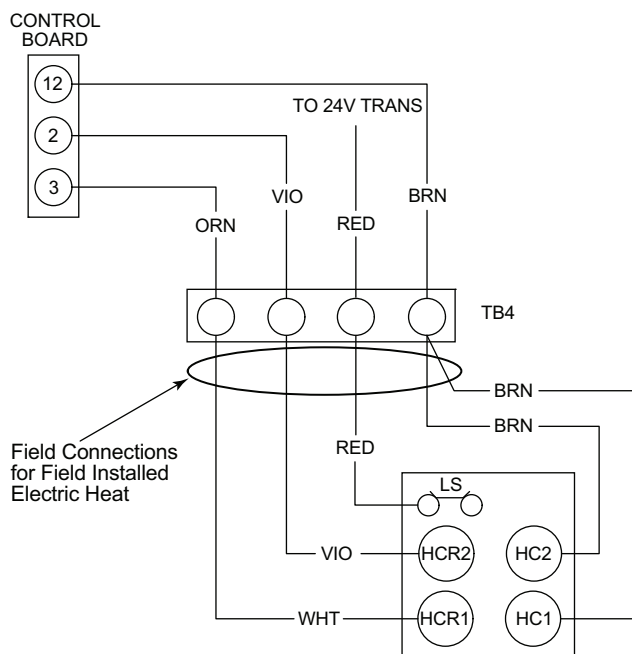 CONTROL
BOARD
12
2
3
TO 24V TRANS
VIO
BRN
ORN
RED
TB4
BRN
BRN
Field Connections
for Field Installed
Electric Heat
RED
LS
VIO
HCR2
HC2
WHT
HCR1
HC1